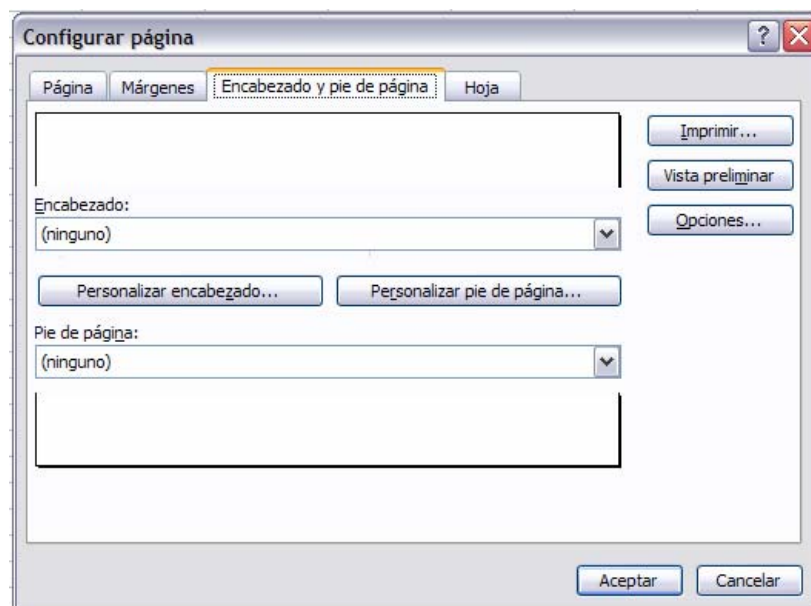 Configurar página
?
Página Márgenes Encabezado y pie de página Hoja
Imprimir...
Vista preliminar
Encabezado:
(ninguno)
Opciones...
Personalizar encabezado... Personalizar pie de página...
Pie de página:
(ninguno)
Aceptar Cancelar